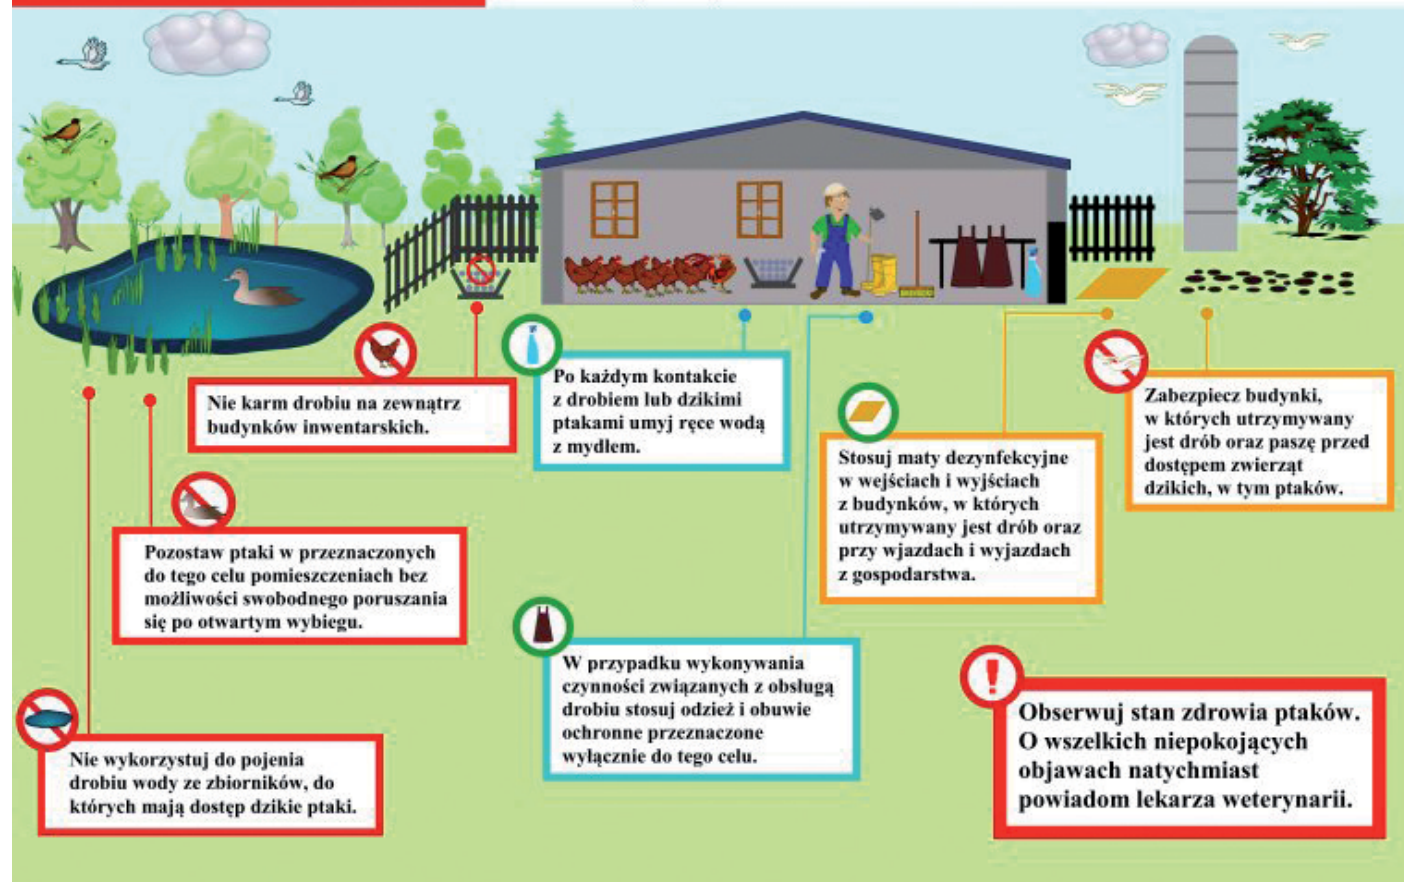 Nie karm drobiu na zewnątrz
budynków inwentarskich.
Po każdym kontakcie
z drobiem lub dzikimi
ptakami umyj ręce wodą
z mydłem.
Stosuj maty dezynfekcyjne
w wejściach i wyjściach
z budynków, w których
utrzymywany jest drób oraz
przy wjazdach i wyjazdach
z gospodarstwa.
Zabezpiecz budynki,
w których utrzymywany
jest drób oraz paszę przed
dostępem zwierząt
dzikich, w tym ptaków.
Pozostaw ptaki w przeznaczonych
do tego celu pomieszczeniach bez
możliwości swobodnego poruszania
się po otwartym wybiegu.
W przypadku wykonywania
czynności związanych z obsługą
drobiu stosuj odzież i obuwie
ochronne przeznaczone
wyłącznie do tego celu.
Nie wykorzystuj do pojenia
drobiu wody ze zbiorników, do
których mają dostęp dzikie ptaki.
Obserwuj stan zdrowia ptaków.
O wszelkich niepokojących
objawach natychmiast
powiadom lekarza weterynarii.